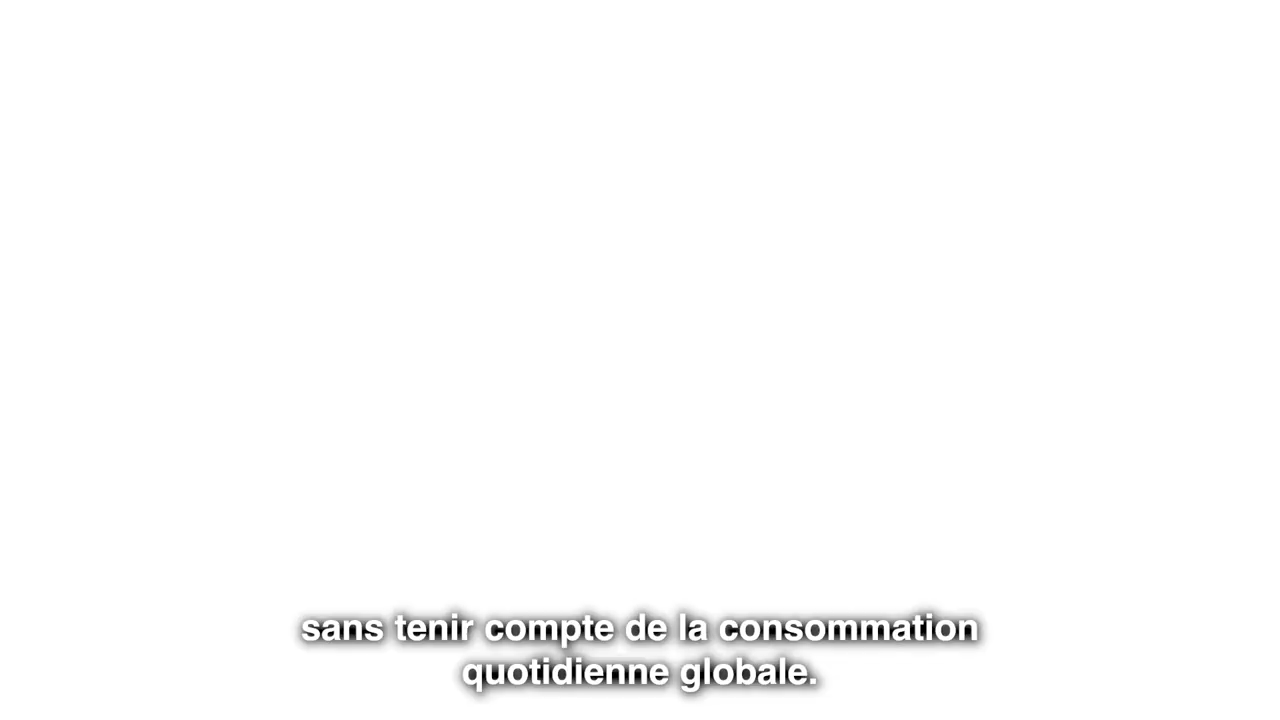 sans tenir compte de la consommation
quotidienne globale.